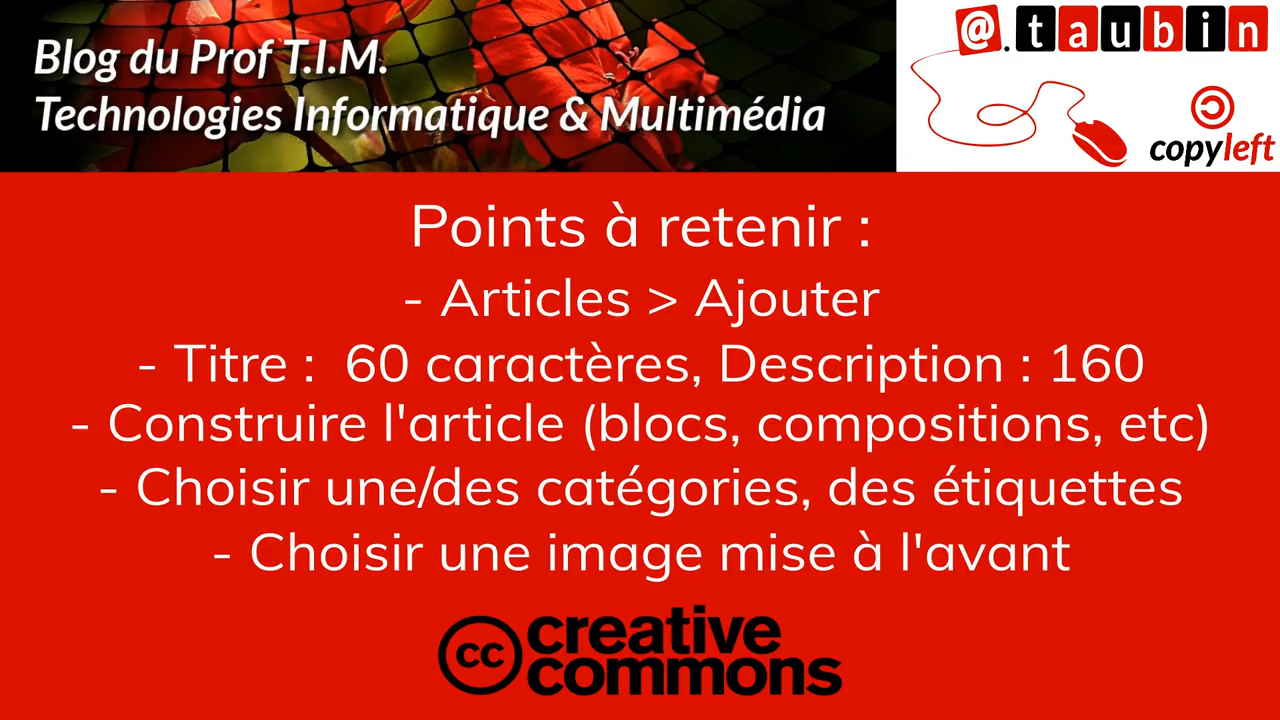 Blog du Prof T.I.M.
Technologies Informatique & Multimédia
@.taubin
copyleft
Points à retenir :
- Articles > Ajouter
- Titre :  60 caractères, Description : 160
- Construire l'article (blocs, compositions, etc)
- Choisir une/des catégories, des étiquettes
- Choisir une image mise à l'avant
cc creative
commons